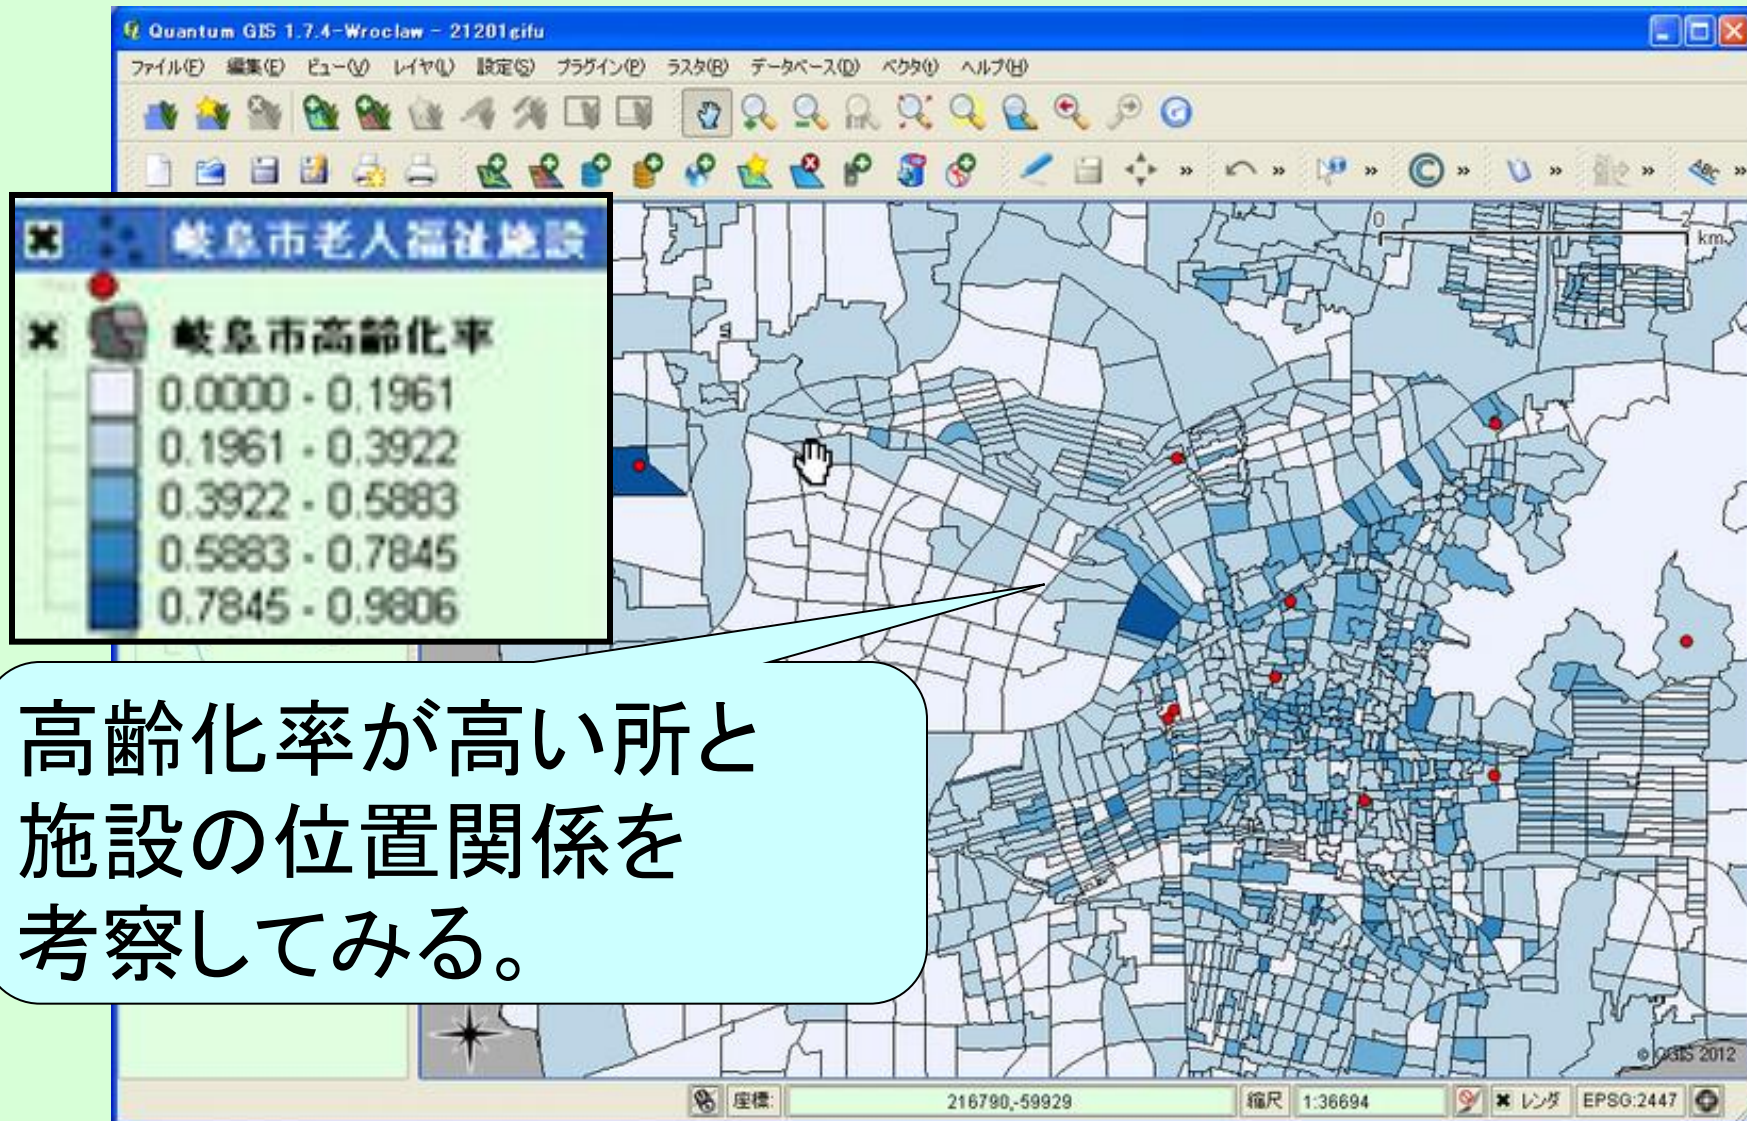 Quantum GIS 1.7.4-Wroclaw - 21201gifu
ファイル(F) 編集(E) ビュー(V) レイヤ(L) 設定(S) プラグイン(P) ラスタ(R) データベース(D) ベクタ(t) ヘルプ(H)
ABC
0 2
km
岐阜市老人福祉施設
岐阜市高齢化率
0.0000 - 0.1961
0.1961 - 0.3922
0.3922 - 0.5883
0.5883 - 0.7845
0.7845 - 0.9806
高齢化率が高い所と
施設の位置関係を
考察してみる。
© QGIS 2012
座標: 216790,-59929 縮尺 1:36694 レンダ EPSG:2447